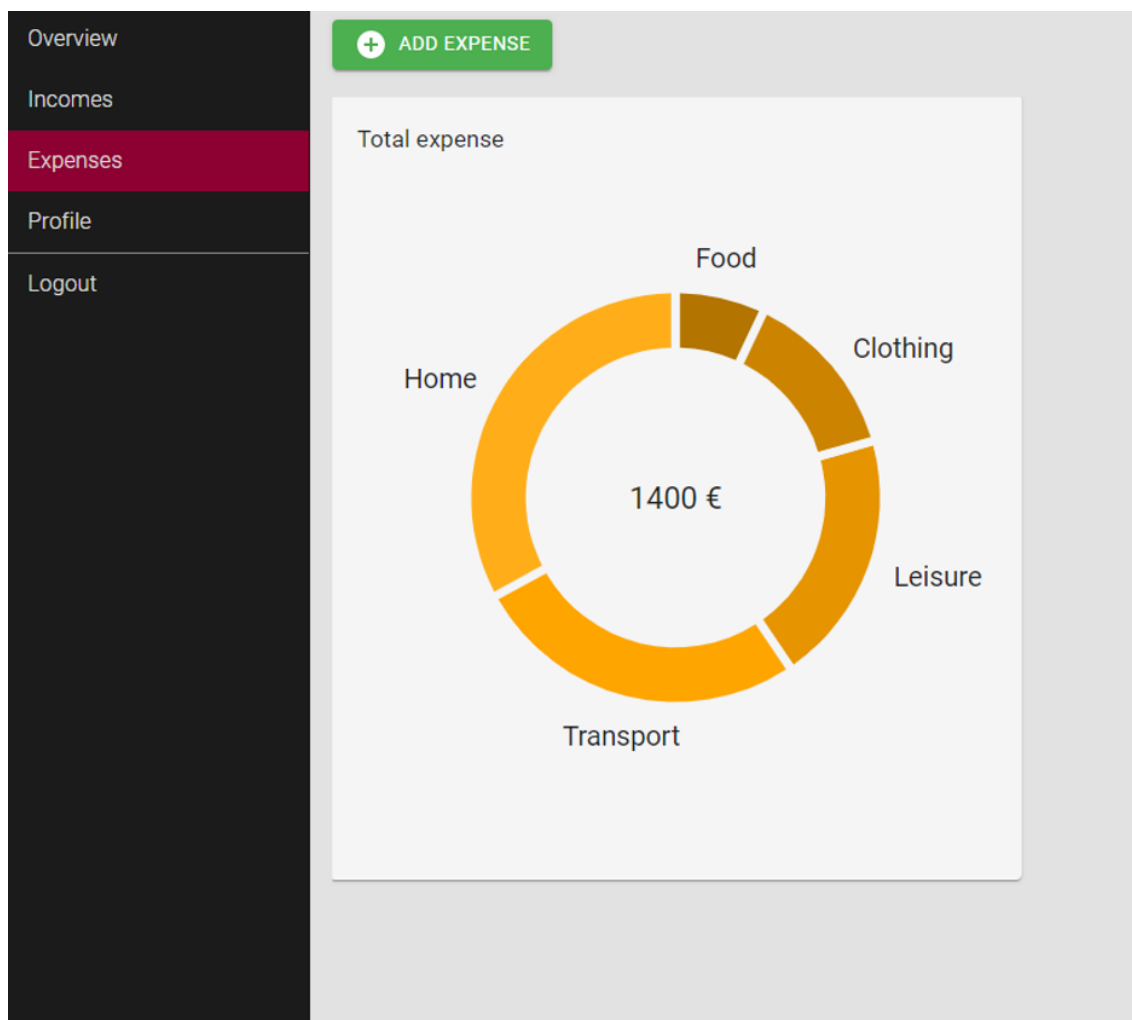 Overview
Incomes
Expenses
Profile
Logout
ADD EXPENSE
Total expense
Food
Clothing
Home
1400 €
Leisure
Transport